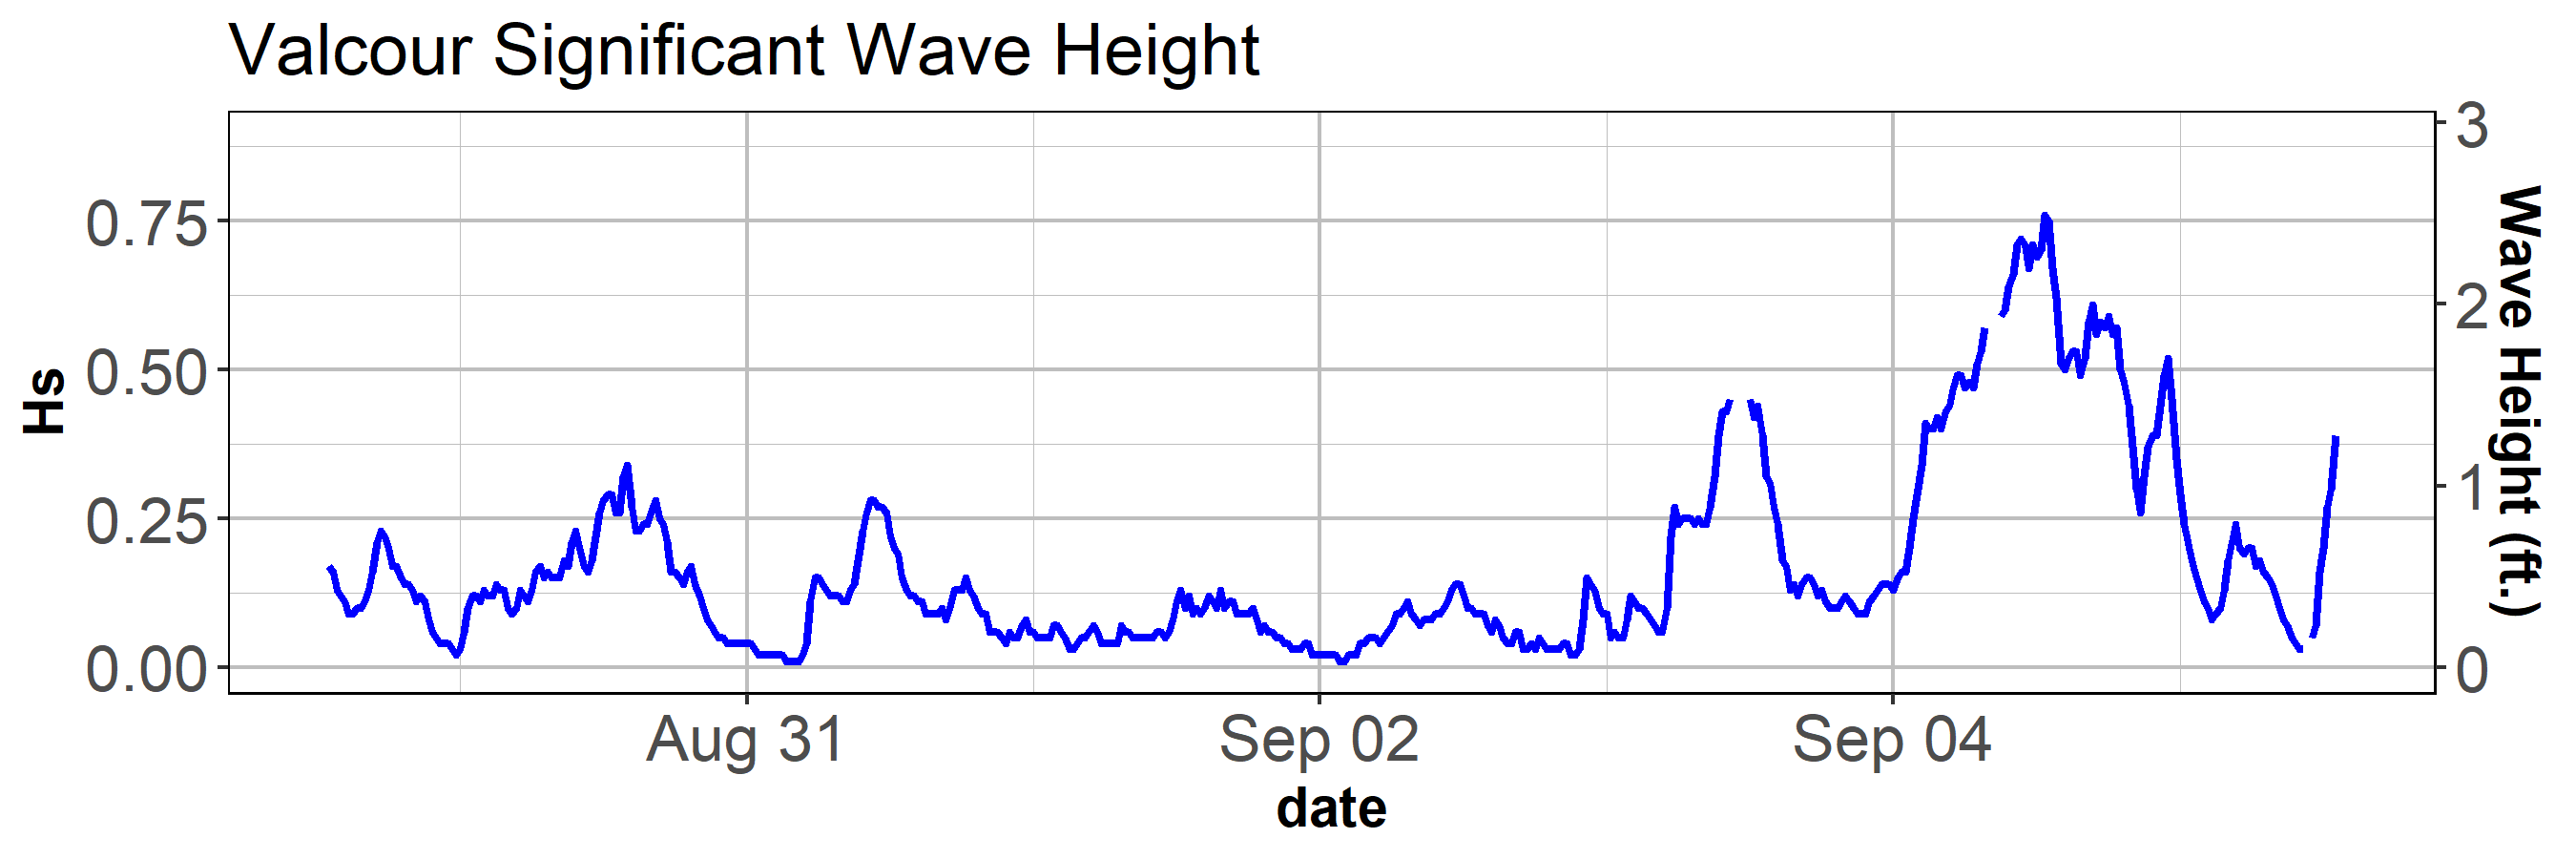 Valcour Significant Wave Height
Hs
0.75
0.50
0.25
0.00
3
2
1
0
Wave Height (ft.)
Aug 31
Sep 02
Sep 04
date